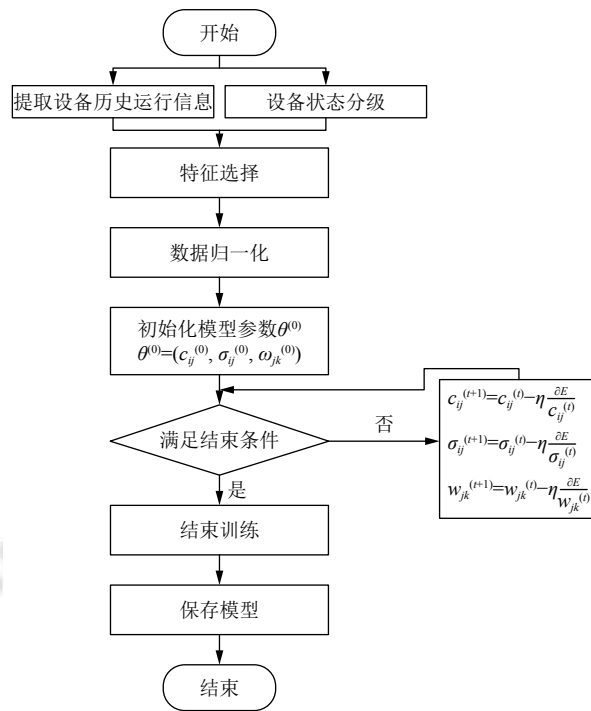 开始
提取设备历史运行信息
设备状态分级
特征选择
数据归一化
初始化模型参数θ⁽⁰⁾
θ⁽⁰⁾=(cᵢⱼ⁽⁰⁾, σᵢⱼ⁽⁰⁾, ωⱼₖ⁽⁰⁾)
满足结束条件
否
cᵢⱼ⁽ᵗ⁺¹⁾=cᵢⱼ⁽ᵗ⁾−η ∂E/cᵢⱼ⁽ᵗ⁾
σᵢⱼ⁽ᵗ⁺¹⁾=σᵢⱼ⁽ᵗ⁾−η ∂E/σᵢⱼ⁽ᵗ⁾
wⱼₖ⁽ᵗ⁺¹⁾=wⱼₖ⁽ᵗ⁾−η ∂E/wⱼₖ⁽ᵗ⁾
是
结束训练
保存模型
结束